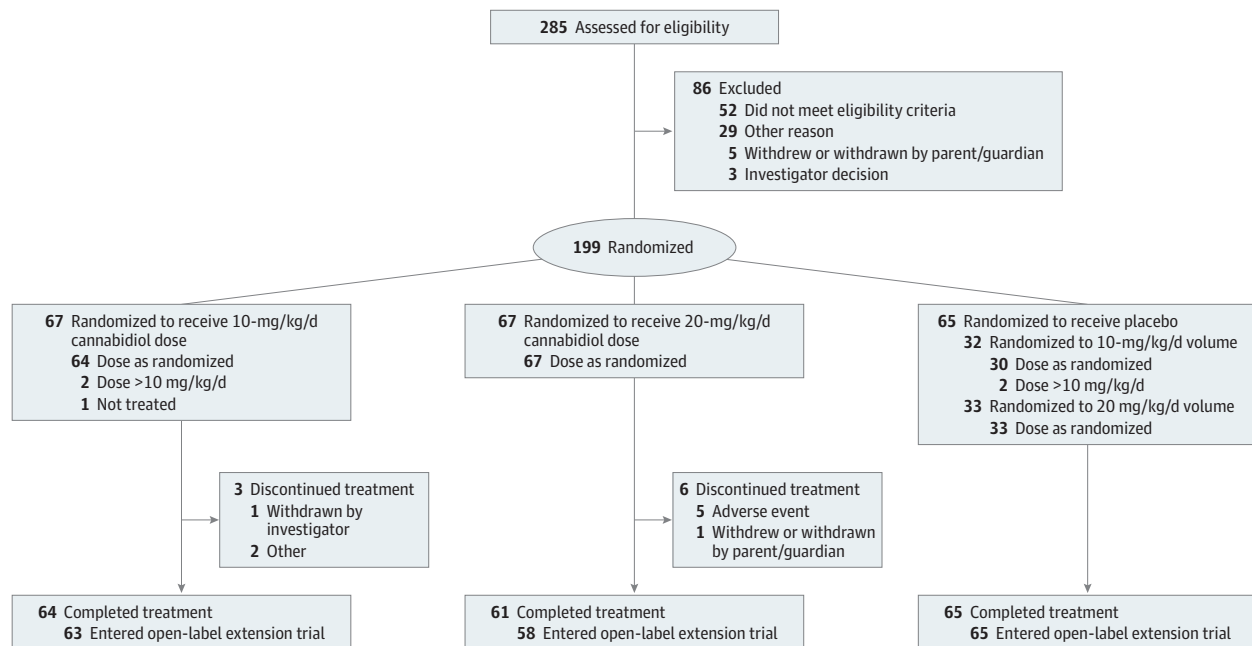 285 Assessed for eligibility
86 Excluded
52 Did not meet eligibility criteria
29 Other reason
5 Withdrew or withdrawn by parent/guardian
3 Investigator decision
199 Randomized
67 Randomized to receive 10-mg/kg/d
cannabidiol dose
64 Dose as randomized
2 Dose >10 mg/kg/d
1 Not treated
67 Randomized to receive 20-mg/kg/d
cannabidiol dose
67 Dose as randomized
65 Randomized to receive placebo
32 Randomized to 10-mg/kg/d volume
30 Dose as randomized
2 Dose >10 mg/kg/d
33 Randomized to 20 mg/kg/d volume
33 Dose as randomized
3 Discontinued treatment
1 Withdrawn by
investigator
2 Other
6 Discontinued treatment
5 Adverse event
1 Withdrew or withdrawn
by parent/guardian
64 Completed treatment
63 Entered open-label extension trial
61 Completed treatment
58 Entered open-label extension trial
65 Completed treatment
65 Entered open-label extension trial